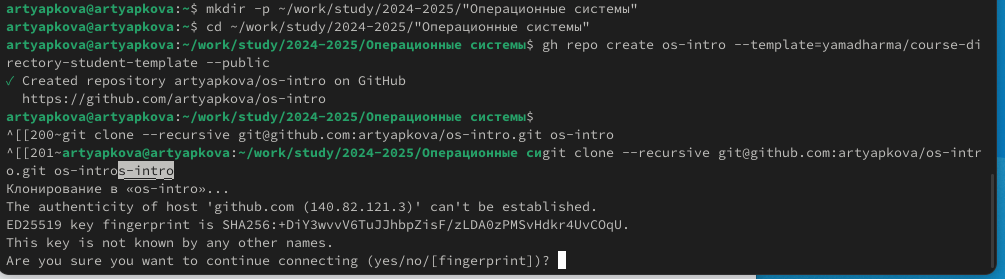 artyapkova@artyapkova:~$ mkdir -p ~/work/study/2024-2025/"Операционные системы"
artyapkova@artyapkova:~$ cd ~/work/study/2024-2025/"Операционные системы"
artyapkova@artyapkova:~/work/study/2024-2025/Операционные системы$ gh repo create os-intro --template=yamadharma/course-di
rectory-student-template --public
✓ Created repository artyapkova/os-intro on GitHub
  https://github.com/artyapkova/os-intro
artyapkova@artyapkova:~/work/study/2024-2025/Операционные системы$
^[[200~git clone --recursive git@github.com:artyapkova/os-intro.git os-intro
^[[201~artyapkova@artyapkova:~/work/study/2024-2025/Операционные сиgit clone --recursive git@github.com:artyapkova/os-intr
o.git os-intros-intro
Клонирование в «os-intro»...
The authenticity of host 'github.com (140.82.121.3)' can't be established.
ED25519 key fingerprint is SHA256:+DiY3wvvV6TuJJhbpZisF/zLDA0zPMSvHdkr4UvCOqU.
This key is not known by any other names.
Are you sure you want to continue connecting (yes/no/[fingerprint])?